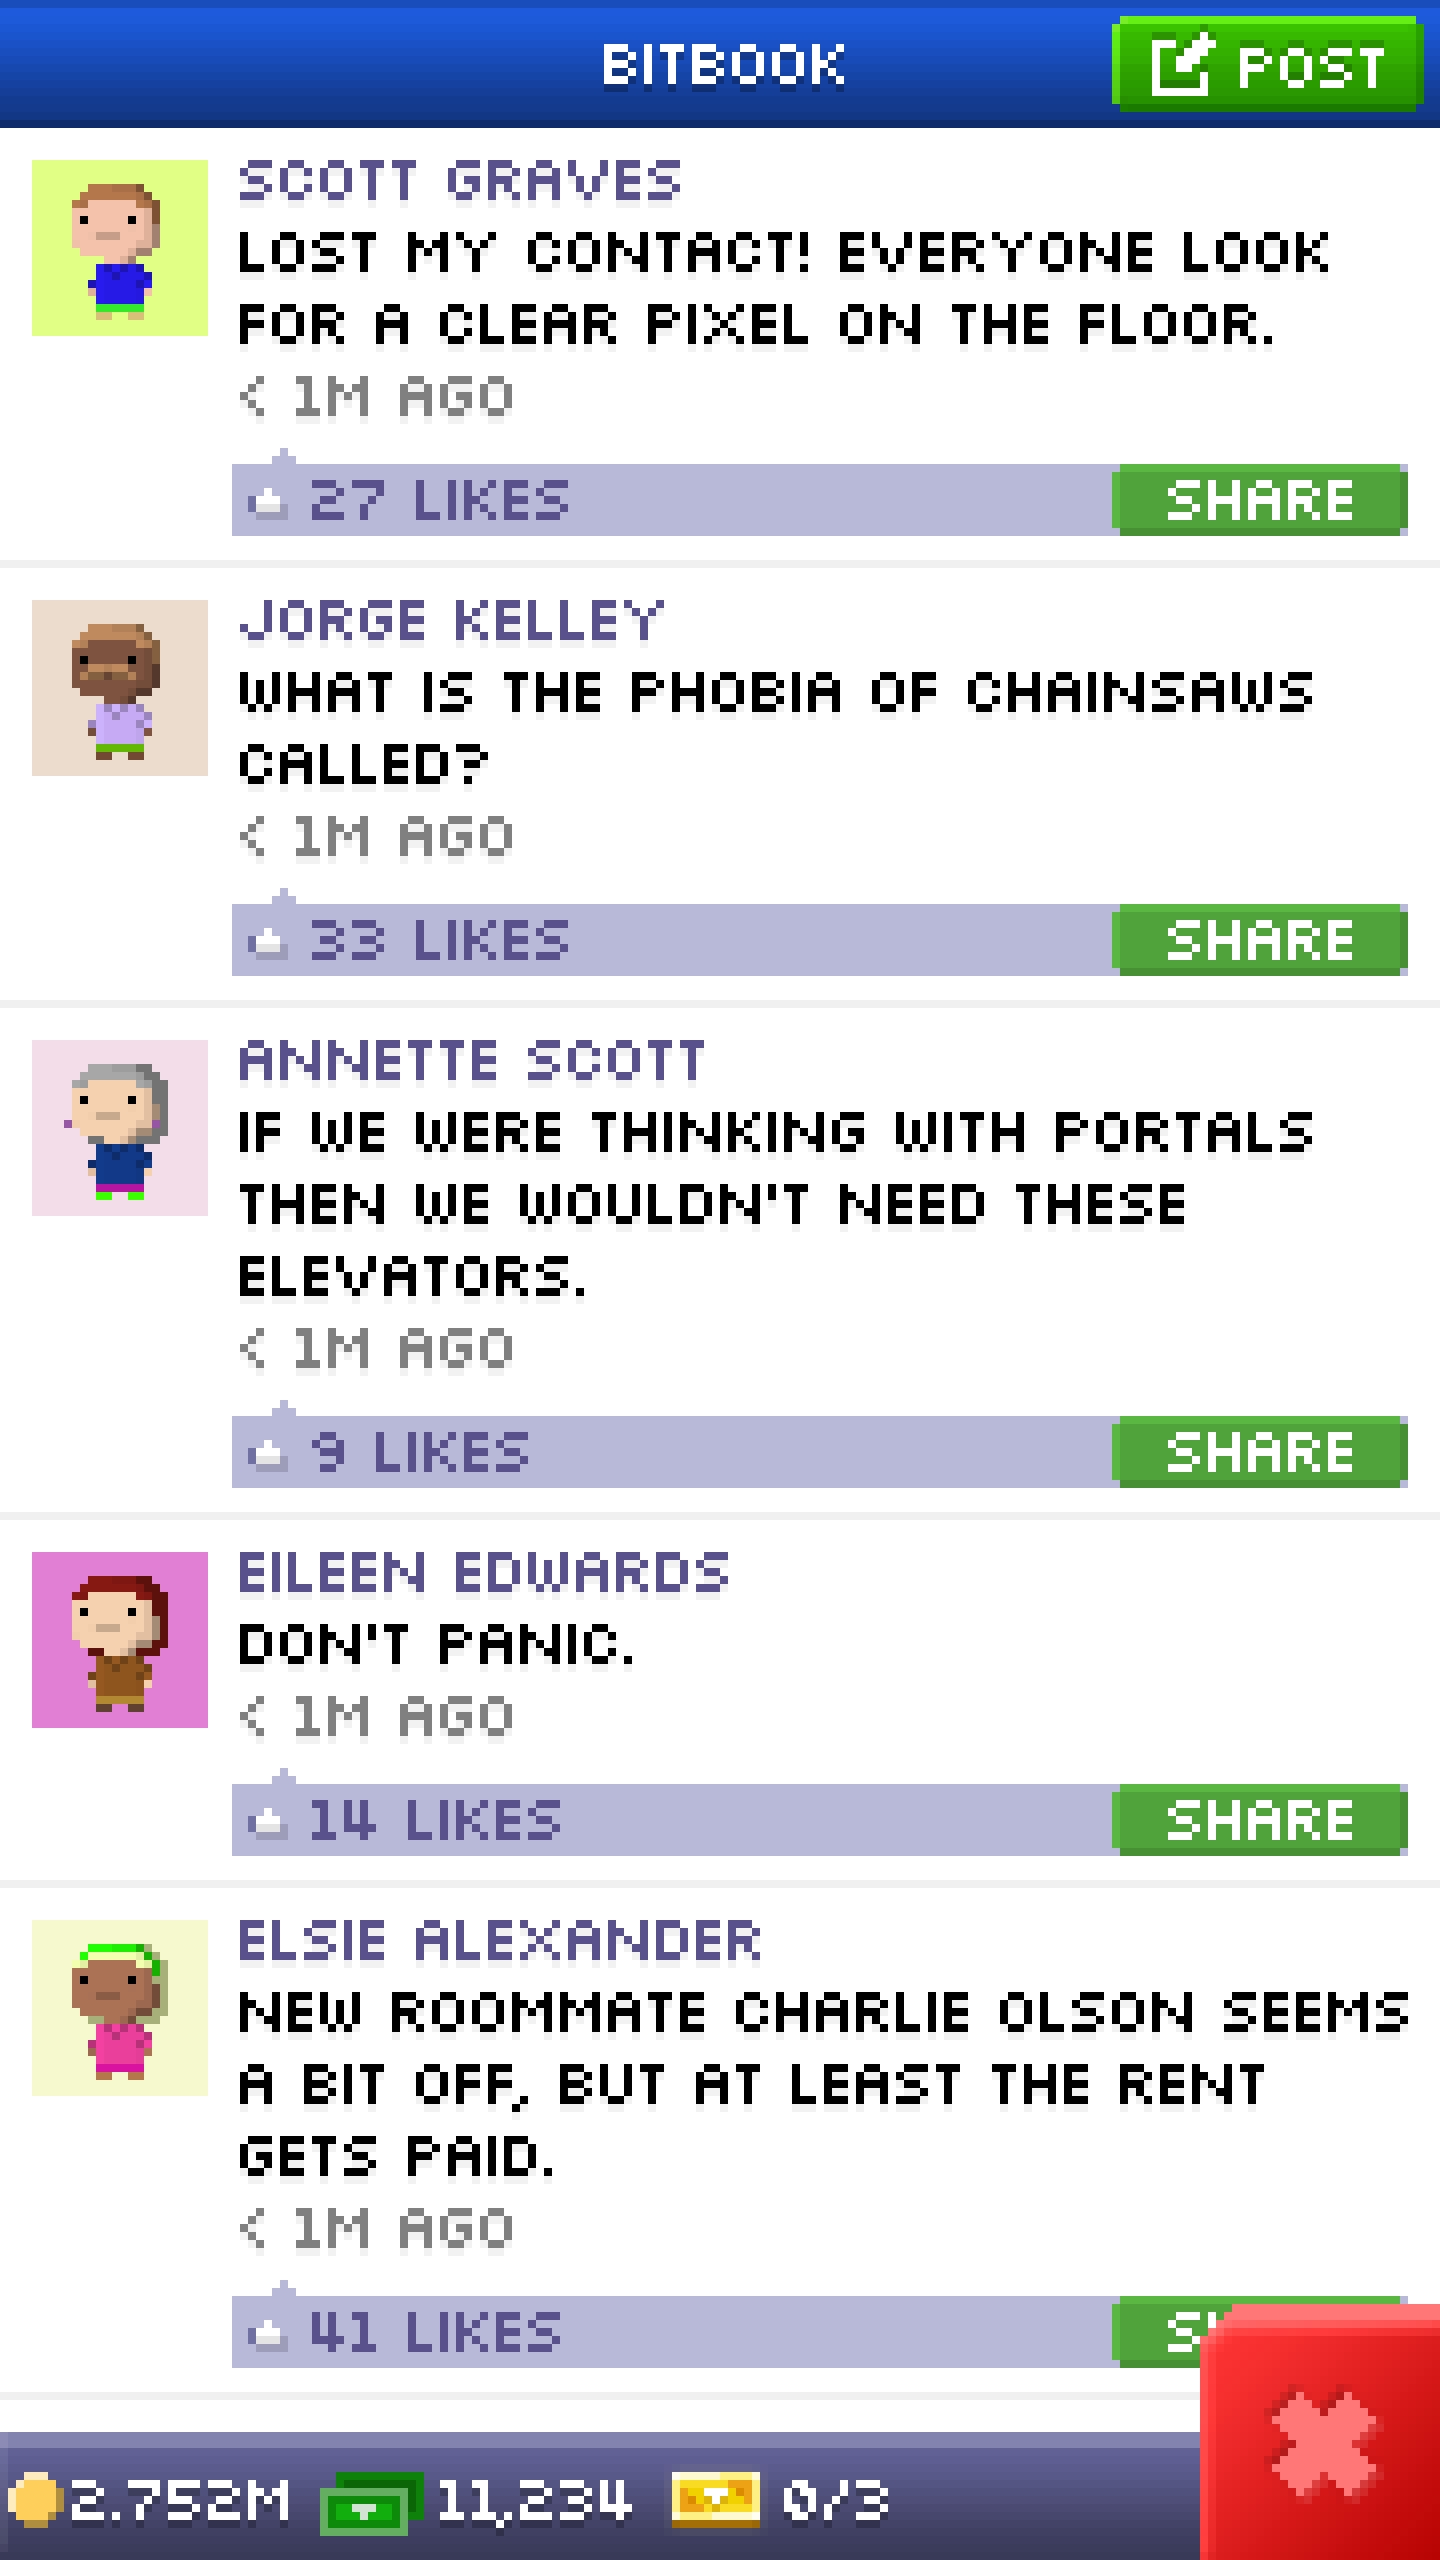 BITBOOK
POST
SCOTT GRAVES
LOST MY CONTACT! EVERYONE LOOK
FOR A CLEAR PIXEL ON THE FLOOR.
< 1M AGO
27 LIKES
SHARE
JORGE KELLEY
WHAT IS THE PHOBIA OF CHAINSAWS
CALLED?
< 1M AGO
33 LIKES
SHARE
ANNETTE SCOTT
IF WE WERE THINKING WITH PORTALS
THEN WE WOULDN'T NEED THESE
ELEVATORS.
< 1M AGO
9 LIKES
SHARE
EILEEN EDWARDS
DON'T PANIC.
< 1M AGO
14 LIKES
SHARE
ELSIE ALEXANDER
NEW ROOMMATE CHARLIE OLSON SEEMS
A BIT OFF, BUT AT LEAST THE RENT
GETS PAID.
< 1M AGO
41 LIKES
2.752M
11,234
0/3